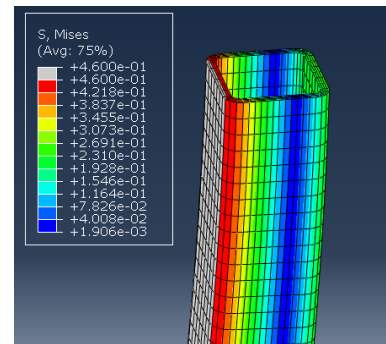 S, Mises
(Avg: 75%)
+4.600e-01
+4.600e-01
+4.218e-01
+3.837e-01
+3.455e-01
+3.073e-01
+2.691e-01
+2.310e-01
+1.928e-01
+1.546e-01
+1.164e-01
+7.826e-02
+4.008e-02
+1.906e-03